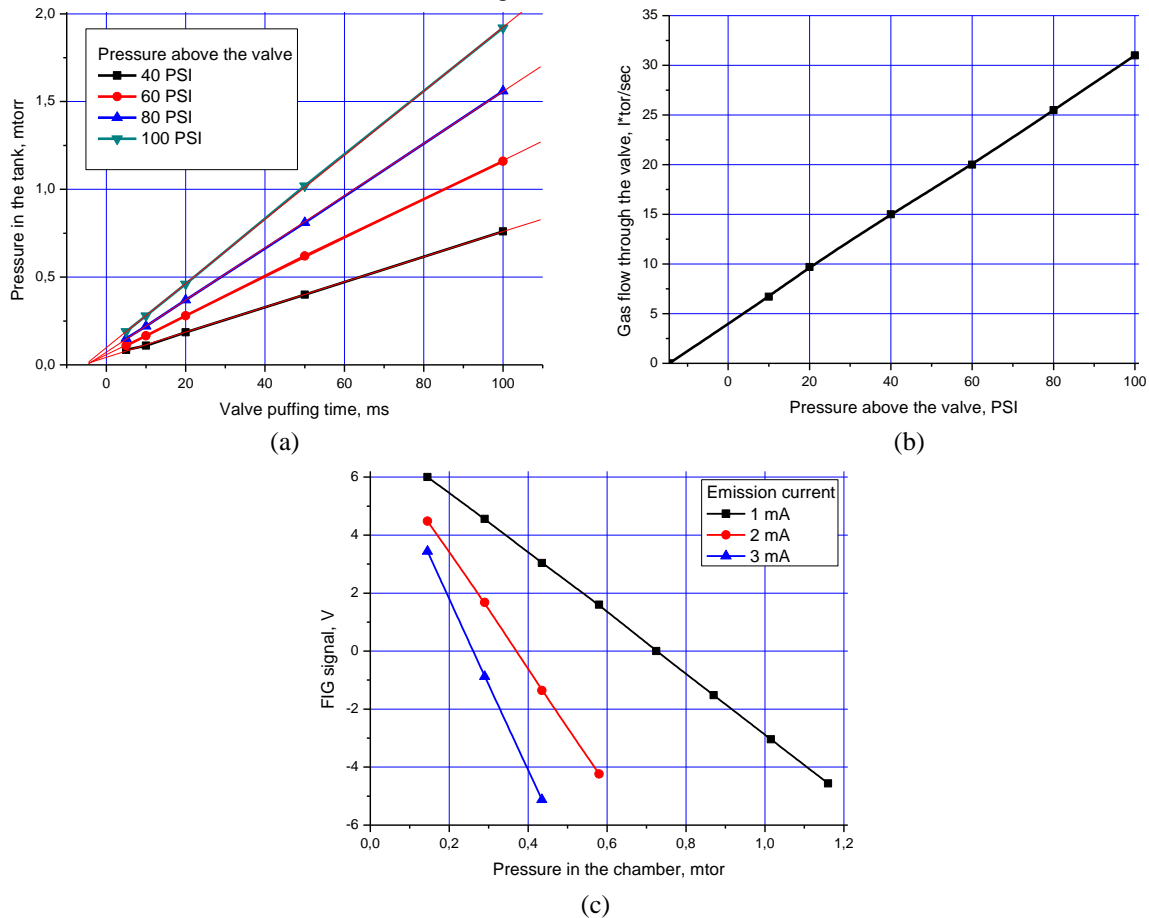 Pressure in the tank, mtorr
2,0
1,5
1,0
0,5
0,0
Pressure above the valve
40 PSI
60 PSI
80 PSI
100 PSI
0 20 40 60 80 100
Valve puffing time, ms
(a)
Gas flow through the valve, l*tor/sec
35
30
25
20
15
10
5
0
0 20 40 60 80 100
Pressure above the valve, PSI
(b)
FIG signal, V
6
4
2
0
-2
-4
-6
Emission current
1 mA
2 mA
3 mA
0,0 0,2 0,4 0,6 0,8 1,0 1,2
Pressure in the chamber, mtor
(c)